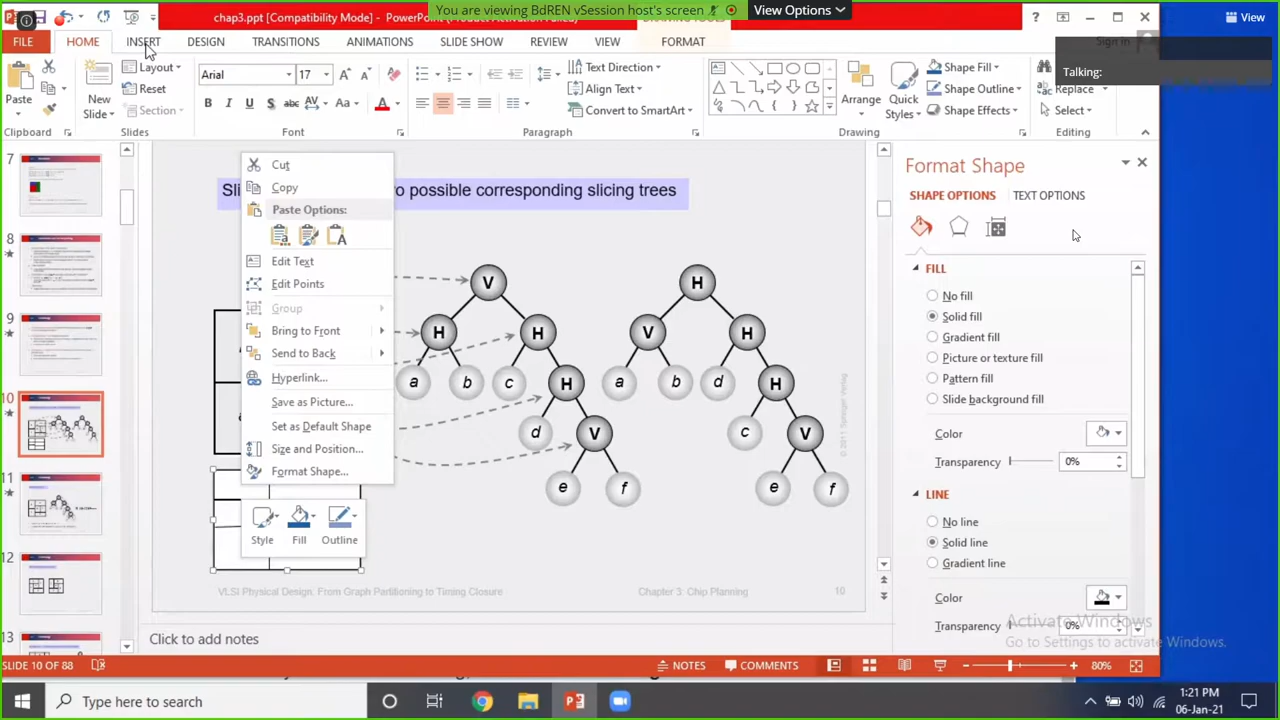 You are viewing BdREN vSession host's screen
View Options
View
chap3.ppt [Compatibility Mode] -
Sign in
Talking:
FILE
HOME
INSERT
DESIGN
TRANSITIONS
ANIMATIONS
SLIDE SHOW
REVIEW
VIEW
FORMAT
Paste
Clipboard
New
Slide
Layout
Reset
Section
Slides
Arial
17
B I U S abc AV Aa A
Font
Text Direction
Align Text
Convert to SmartArt
Paragraph
Arrange
Quick
Styles
Shape Fill
Shape Outline
Shape Effects
Drawing
Replace
Select
Editing
7
8
9
10
11
12
13
Cut
Copy
Paste Options:
Edit Text
Edit Points
Group
Bring to Front
Send to Back
Hyperlink...
Save as Picture...
Set as Default Shape
Size and Position...
Format Shape...
Style
Fill
Outline
possible corresponding slicing trees
V
H
H H
V H
a b c H
a b d H
d V
c V
e f
e f
© 2011 Springer Verlag
VLSI Physical Design: From Graph Partitioning to Timing Closure
Chapter 3: Chip Planning
10
Click to add notes
Format Shape
SHAPE OPTIONS
TEXT OPTIONS
FILL
No fill
Solid fill
Gradient fill
Picture or texture fill
Pattern fill
Slide background fill
Color
Transparency
0%
LINE
No line
Solid line
Gradient line
Color
Transparency
0%
Activate Windows
Go to Settings to activate Windows.
SLIDE 10 OF 88
NOTES
COMMENTS
80%
Type here to search
1:21 PM
06-Jan-21